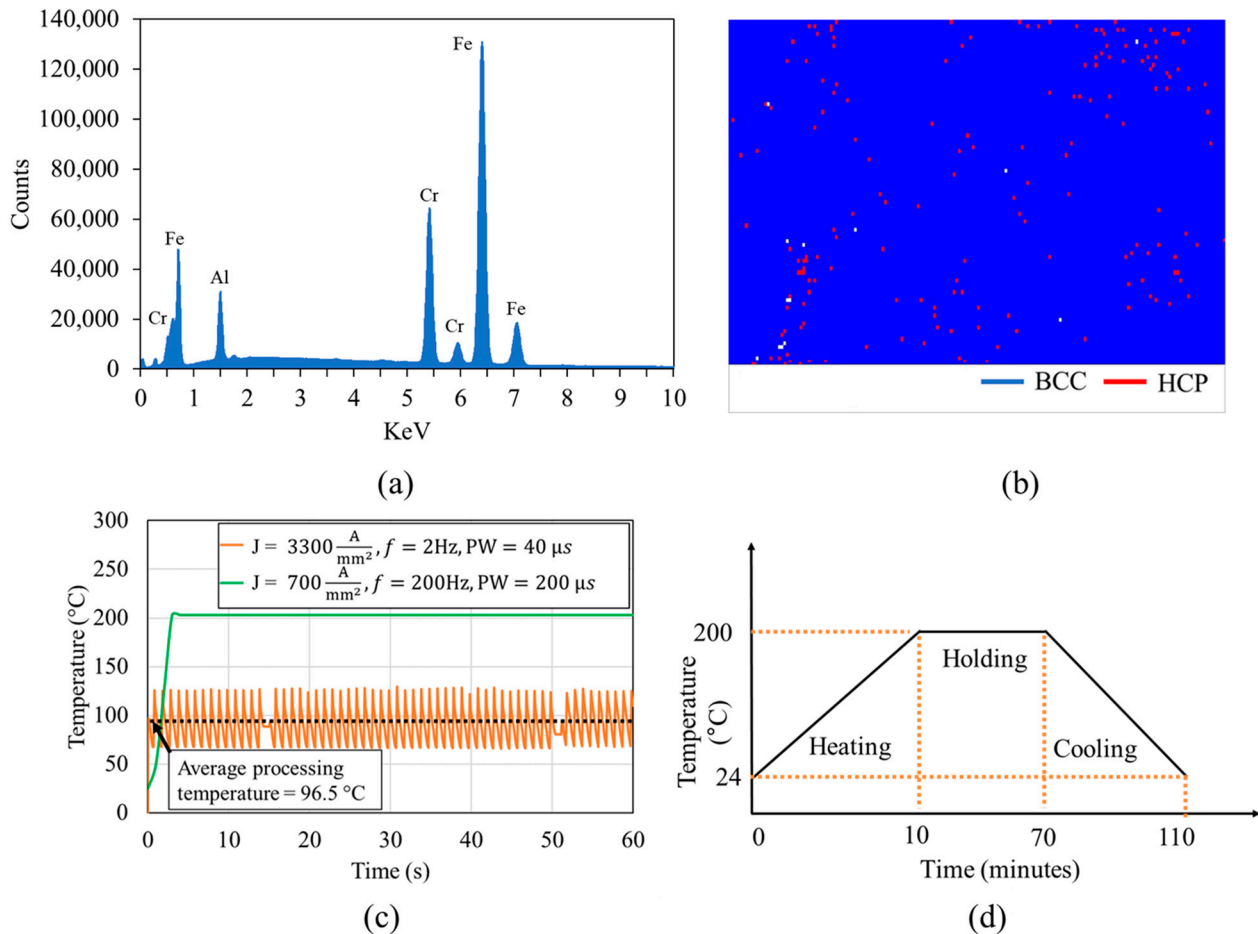 140,000
120,000
100,000
80,000
60,000
40,000
20,000
0
Counts
Cr
Fe
Al
Cr
Cr
Fe
Fe
0 1 2 3 4 5 6 7 8 9 10
KeV
(a)
BCC HCP
(b)
300
250
200
150
100
50
0
Temperature (°C)
J = 3300 A/mm², f = 2Hz, PW = 40 μs
J = 700 A/mm², f = 200Hz, PW = 200 μs
Average processing
temperature = 96.5 °C
0 10 20 30 40 50 60
Time (s)
(c)
Temperature
(°C)
200
24
Heating
Holding
Cooling
0 10 70 110
Time (minutes)
(d)